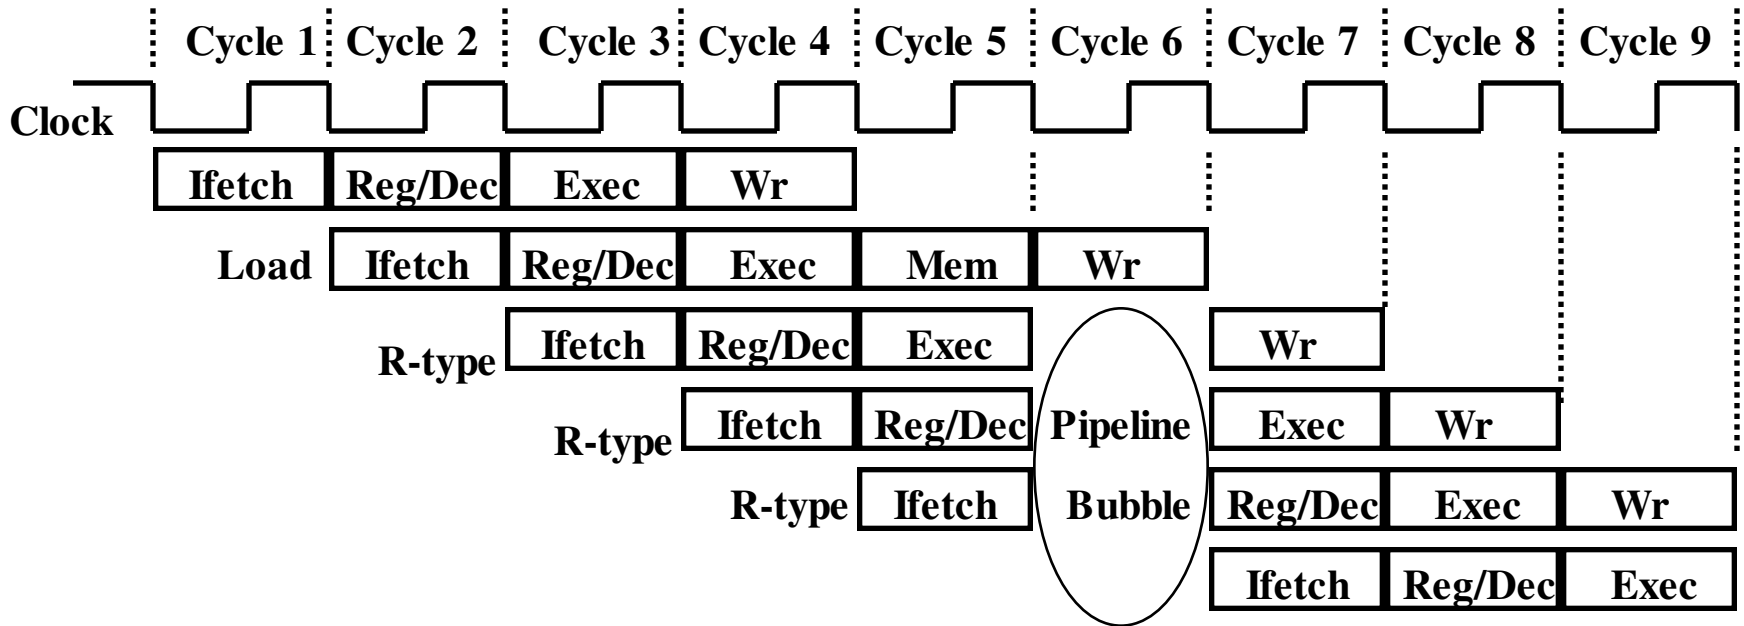 Cycle 1 Cycle 2 Cycle 3 Cycle 4 Cycle 5 Cycle 6 Cycle 7 Cycle 8 Cycle 9
Clock
Ifetch Reg/Dec Exec Wr
Load Ifetch Reg/Dec Exec Mem Wr
R-type Ifetch Reg/Dec Exec Wr
R-type Ifetch Reg/Dec Pipeline Exec Wr
R-type Ifetch Bubble Reg/Dec Exec Wr
Ifetch Reg/Dec Exec